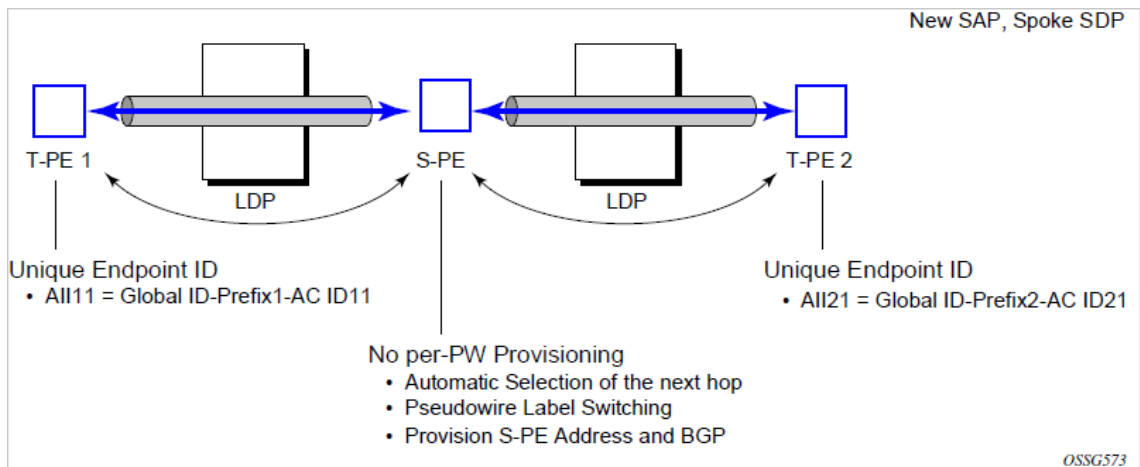 New SAP, Spoke SDP
T-PE 1
S-PE
T-PE 2
LDP
LDP
Unique Endpoint ID
• AII11 = Global ID-Prefix1-AC ID11
Unique Endpoint ID
• AII21 = Global ID-Prefix2-AC ID21
No per-PW Provisioning
• Automatic Selection of the next hop
• Pseudowire Label Switching
• Provision S-PE Address and BGP
OSSG573